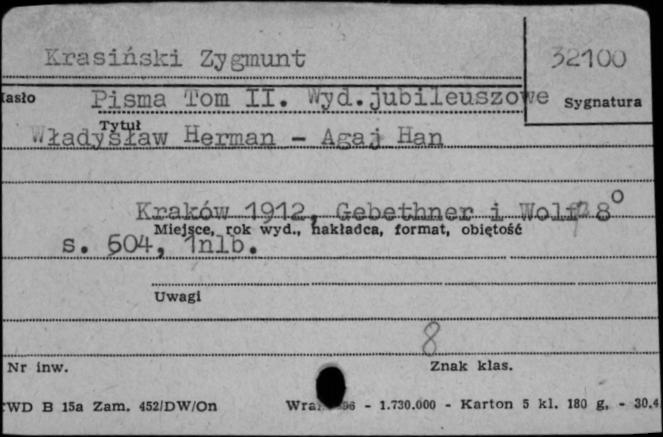 Krasiński Zygmunt 32100
Hasło Pisma Tom II. Wyd.jubileuszowe Sygnatura
Tytuł
Władysław Herman - Agaj Han
Kraków 1912, Gebethner i Wolff 8°
Miejsce, rok wyd., nakładca, format, obiętość
s. 504, 1nlb.
Uwagi
8
Nr inw. Znak klas.
CWD B 15a Zam. 452/DW/On - 1.730.000 - Karton 5 kl. 180 g. - 30.4